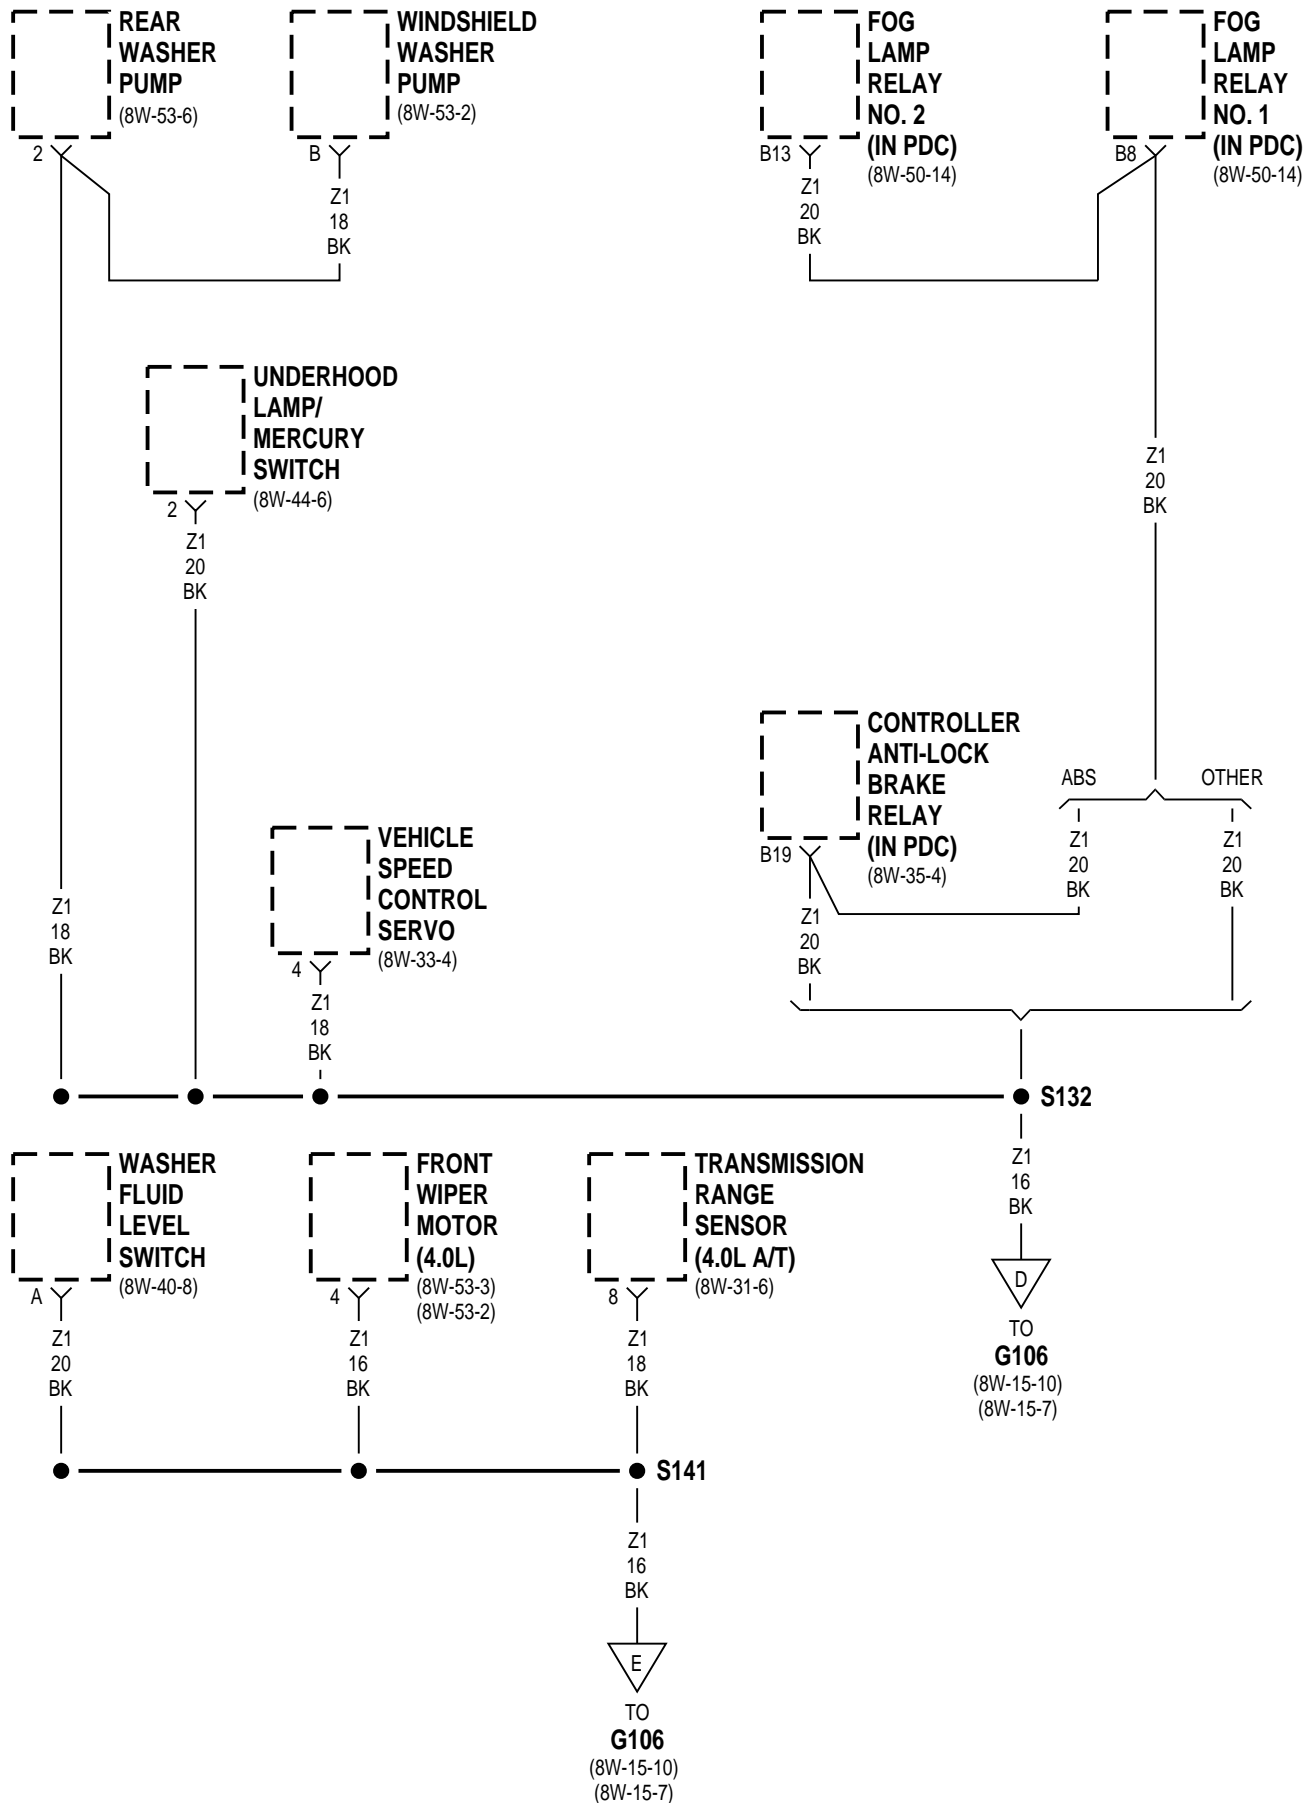 REAR
WASHER
PUMP
(8W-53-6)
2
WINDSHIELD
WASHER
PUMP
(8W-53-2)
B
Z1
18
BK
FOG
LAMP
RELAY
NO. 2
(IN PDC)
(8W-50-14)
B13
Z1
20
BK
FOG
LAMP
RELAY
NO. 1
(IN PDC)
(8W-50-14)
B8
UNDERHOOD
LAMP/
MERCURY
SWITCH
(8W-44-6)
2
Z1
20
BK
Z1
20
BK
CONTROLLER
ANTI-LOCK
BRAKE
RELAY
(IN PDC)
(8W-35-4)
B19
ABS
OTHER
Z1
20
BK
Z1
20
BK
VEHICLE
SPEED
CONTROL
SERVO
(8W-33-4)
4
Z1
18
BK
Z1
18
BK
Z1
20
BK
S132
WASHER
FLUID
LEVEL
SWITCH
(8W-40-8)
A
Z1
20
BK
FRONT
WIPER
MOTOR
(4.0L)
(8W-53-3)
(8W-53-2)
4
Z1
16
BK
TRANSMISSION
RANGE
SENSOR
(4.0L A/T)
(8W-31-6)
8
Z1
18
BK
Z1
16
BK
D
TO
G106
(8W-15-10)
(8W-15-7)
S141
Z1
16
BK
E
TO
G106
(8W-15-10)
(8W-15-7)